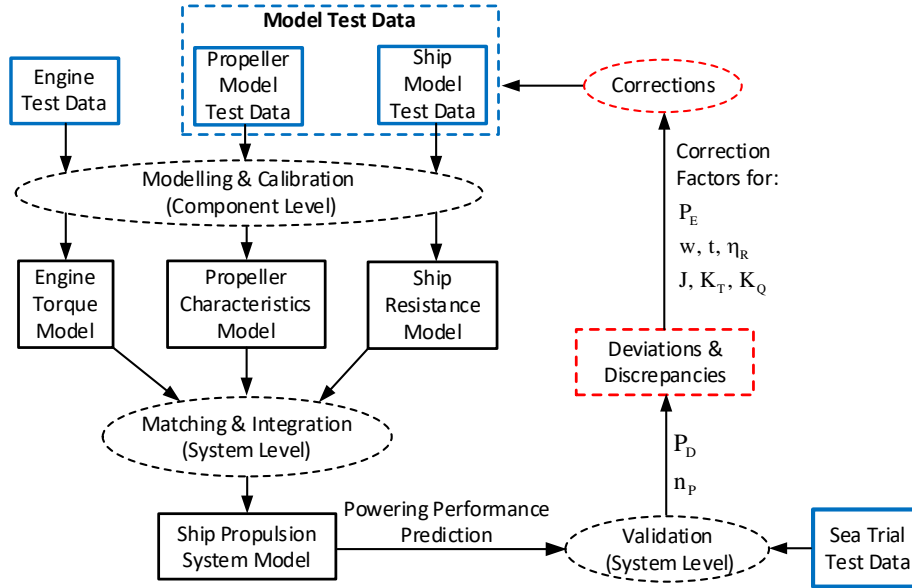 Model Test Data
Engine
Test Data
Propeller
Model
Test Data
Ship
Model
Test Data
Corrections
Modelling & Calibration
(Component Level)
Correction
Factors for:
P_E
w, t, η_R
J, K_T, K_Q
Engine
Torque
Model
Propeller
Characteristics
Model
Ship
Resistance
Model
Deviations &
Discrepancies
Matching & Integration
(System Level)
P_D
n_P
Ship Propulsion
System Model
Powering Performance
Prediction
Validation
(System Level)
Sea Trial
Test Data